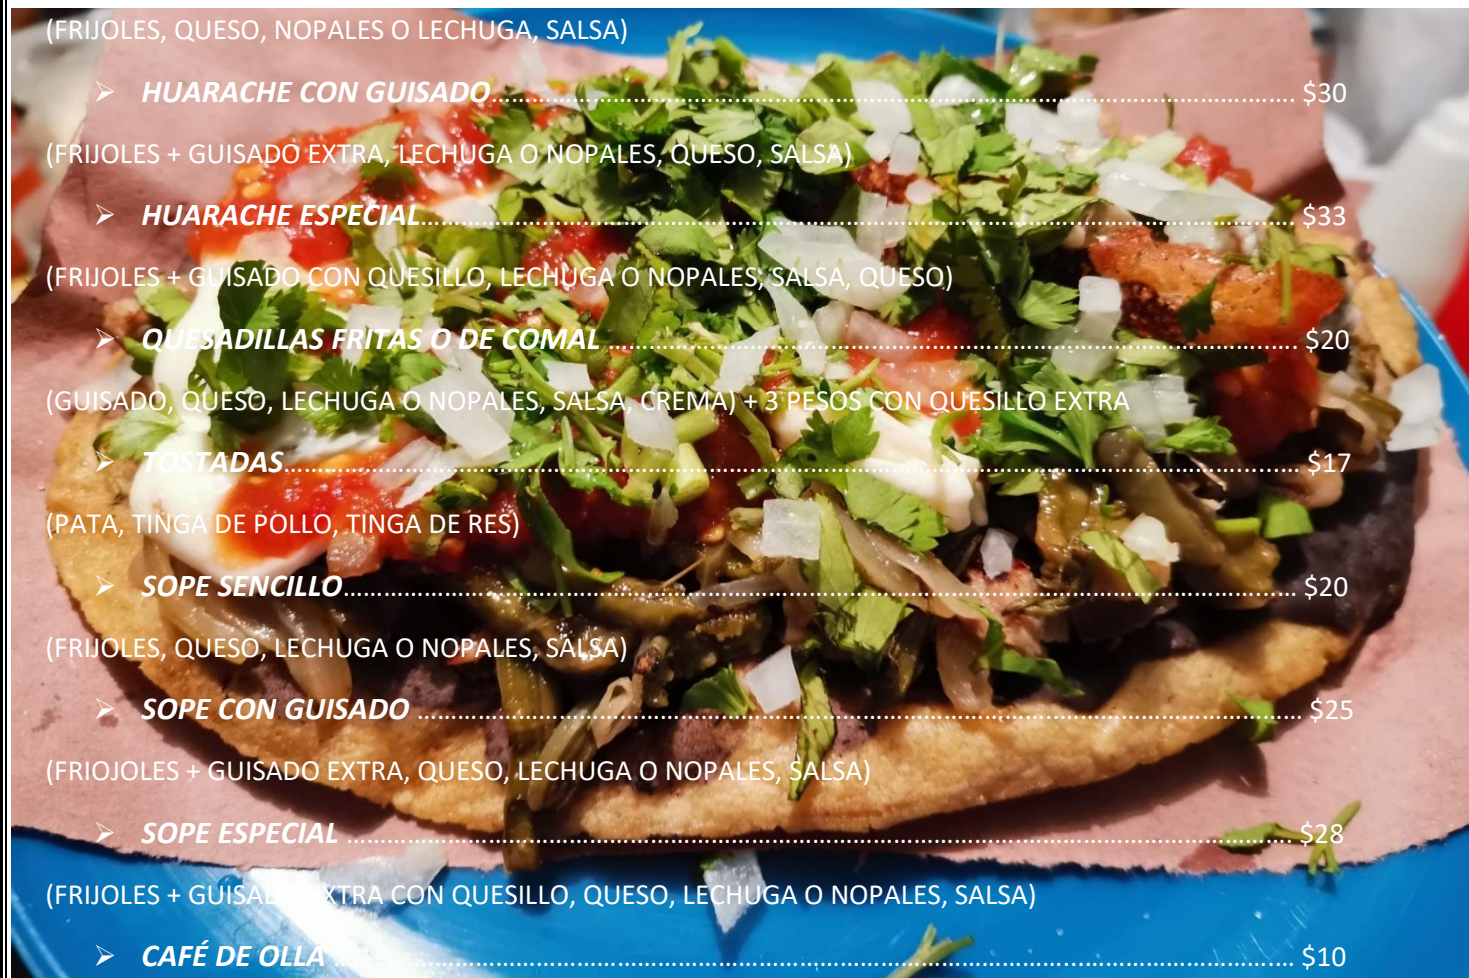 (FRIJOLES, QUESO, NOPALES O LECHUGA, SALSA)
➢ HUARACHE CON GUISADO.................................................. $30
(FRIJOLES + GUISADO EXTRA, LECHUGA O NOPALES, QUESO, SALSA)
➢ HUARACHE ESPECIAL.................................................. $33
(FRIJOLES + GUISADO CON QUESILLO, LECHUGA O NOPALES, SALSA, QUESO)
➢ QUESADILLAS FRITAS O DE COMAL .................................................. $20
(GUISADO, QUESO, LECHUGA O NOPALES, SALSA, CREMA) + 3 PESOS CON QUESILLO EXTRA
➢ TOSTADAS.................................................. $17
(PATA, TINGA DE POLLO, TINGA DE RES)
➢ SOPE SENCILLO.................................................. $20
(FRIJOLES, QUESO, LECHUGA O NOPALES, SALSA)
➢ SOPE CON GUISADO .................................................. $25
(FRIOJOLES + GUISADO EXTRA, QUESO, LECHUGA O NOPALES, SALSA)
➢ SOPE ESPECIAL .................................................. $28
(FRIJOLES + GUISADO EXTRA CON QUESILLO, QUESO, LECHUGA O NOPALES, SALSA)
➢ CAFÉ DE OLLA .................................................. $10